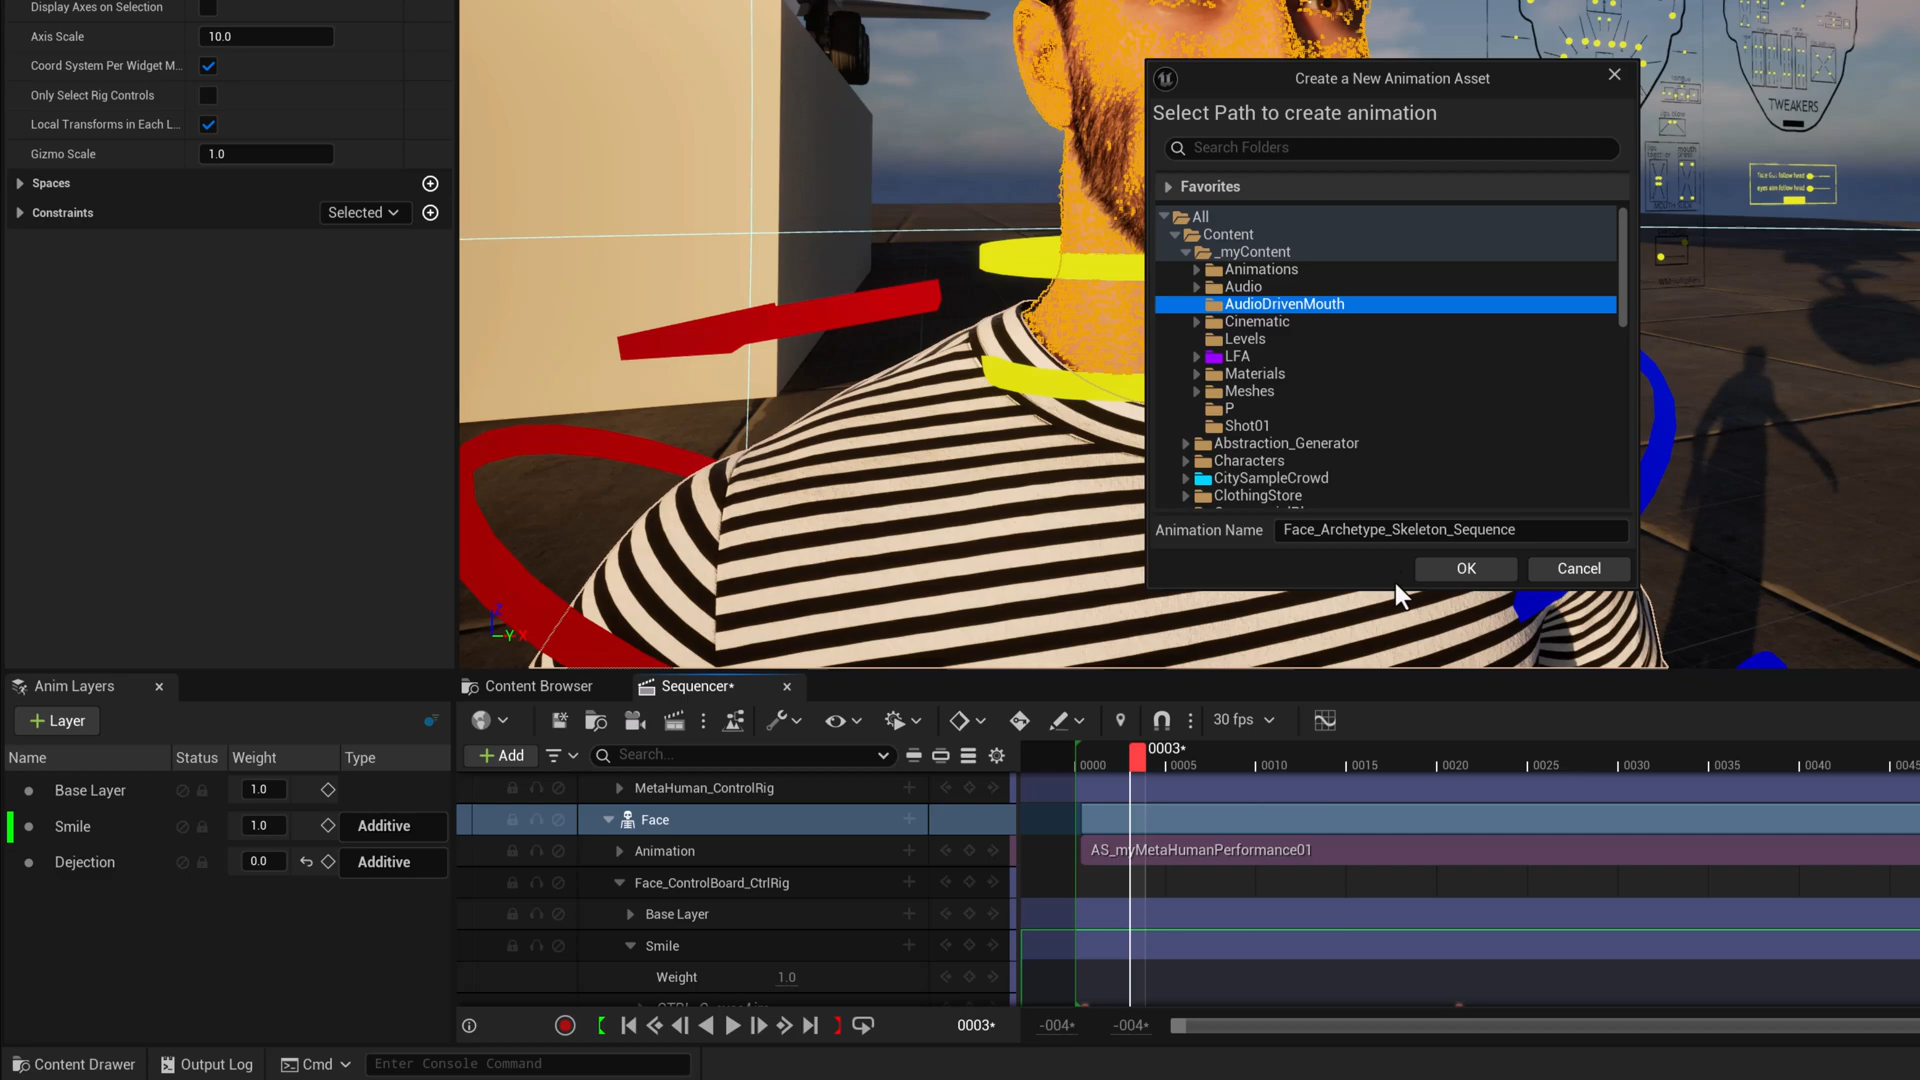 Display Axes on Selection
Axis Scale
10.0
Coord System Per Widget M...
Only Select Rig Controls
Local Transforms in Each L...
Gizmo Scale
1.0
Spaces
Constraints
Selected
Create a New Animation Asset
Select Path to create animation
Search Folders
Favorites
All
Content
_myContent
Animations
Audio
AudioDrivenMouth
Cinematic
Levels
LFA
Materials
Meshes
P
Shot01
Abstraction_Generator
Characters
CitySampleCrowd
ClothingStore
Animation Name
Face_Archetype_Skeleton_Sequence
OK
Cancel
TWEAKERS
eyes aim follow head
Y X
Anim Layers
Layer
Name
Status
Weight
Type
Base Layer
1.0
Smile
1.0
Additive
Dejection
0.0
Additive
Content Browser
Sequencer*
30 fps
Add
Search...
0003*
0000
0005
0010
0015
0020
0025
0030
0035
0040
0045
MetaHuman_ControlRig
Face
Animation
AS_myMetaHumanPerformance01
Face_ControlBoard_CtrlRig
Base Layer
Smile
Weight
1.0
0003*
-004*
-004*
Content Drawer
Output Log
Cmd
Enter Console Command